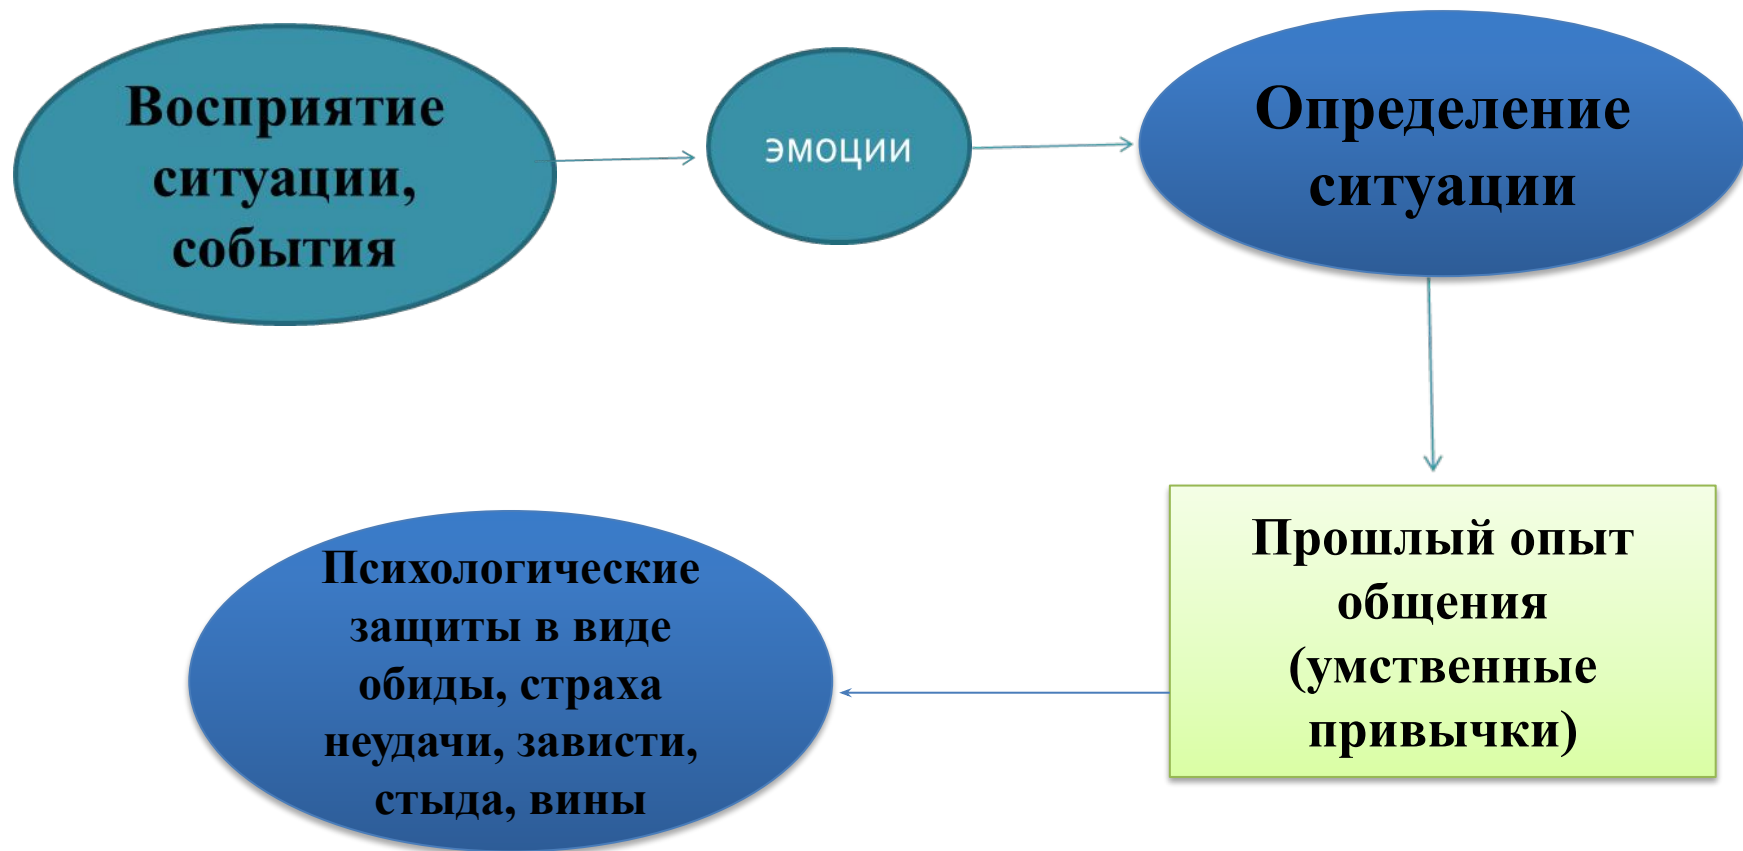 Восприятие
ситуации,
события
эмоции
Определение
ситуации
Прошлый опыт
общения
(умственные
привычки)
Психологические
защиты в виде
обиды, страха
неудачи, зависти,
стыда, вины